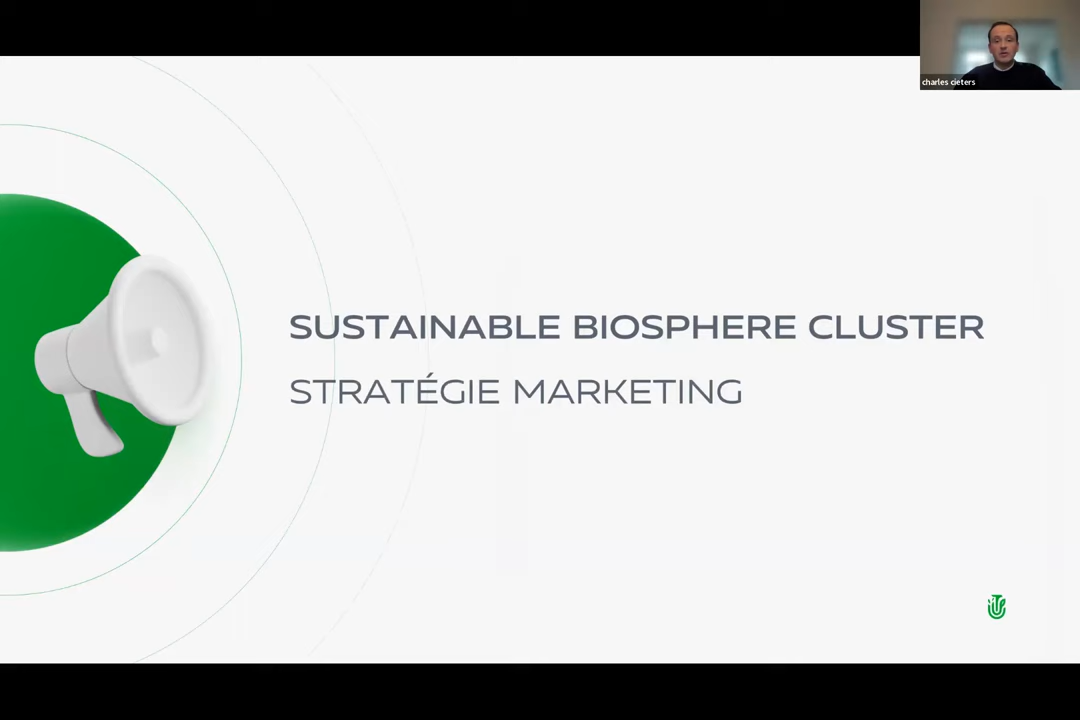 charles cieters
SUSTAINABLE BIOSPHERE CLUSTER
STRATÉGIE MARKETING